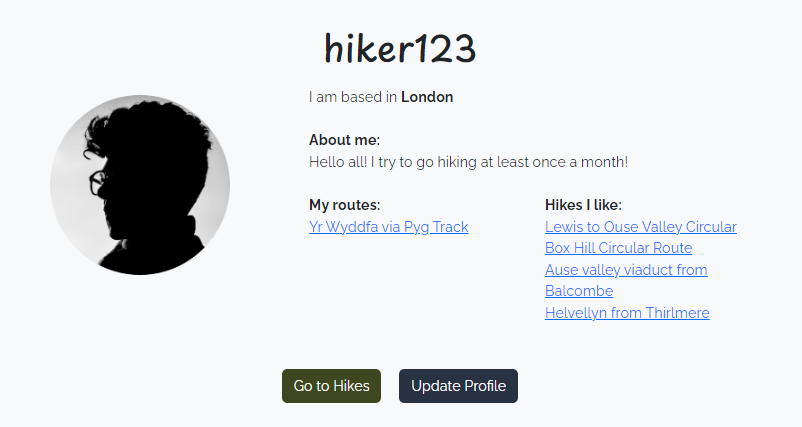 hiker123
I am based in London
About me:
Hello all! I try to go hiking at least once a month!
My routes:
Yr Wyddfa via Pyg Track
Hikes I like:
Lewis to Ouse Valley Circular
Box Hill Circular Route
Ause valley viaduct from
Balcombe
Helvellyn from Thirlmere
Go to Hikes
Update Profile